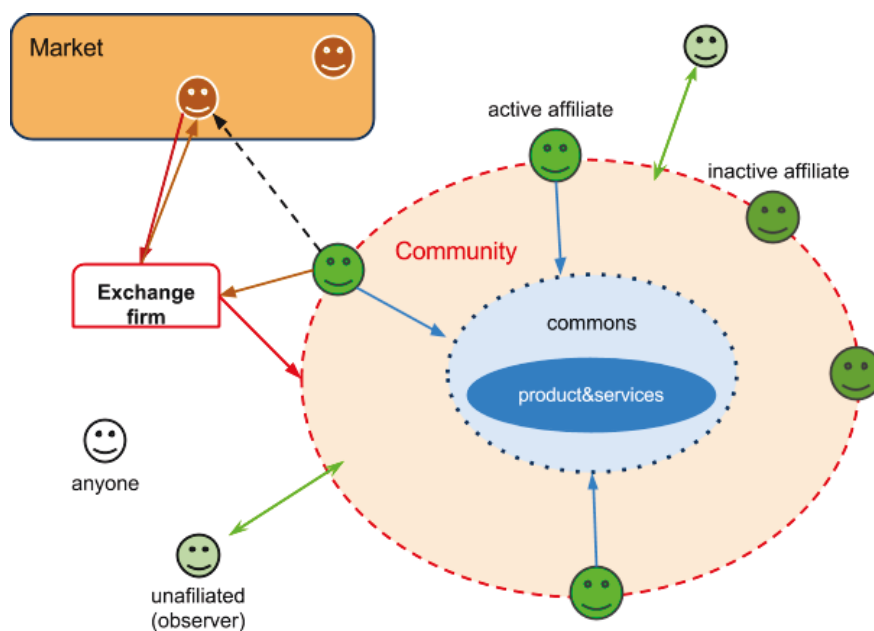 Market
active affiliate
inactive affiliate
Community
Exchange
firm
commons
product&services
anyone
unafiliated
(observer)